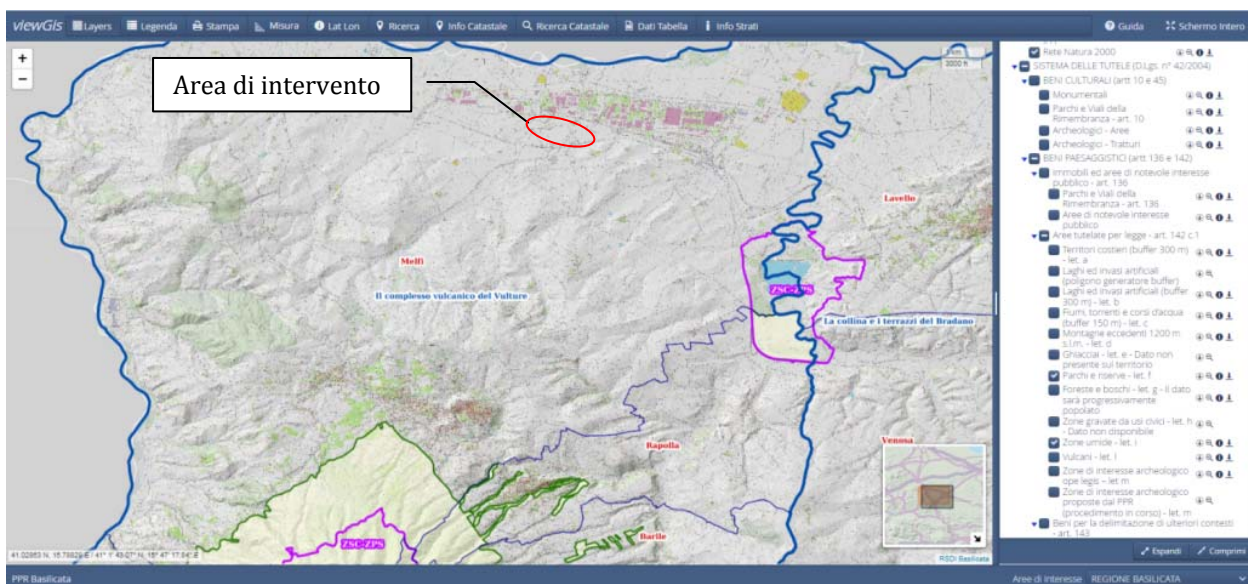 viewGis Layers Legenda Stampa Misura Lat Lon Ricerca Info Catastale Ricerca Catastale Dati Tabella Info Strati Guida Schermo Intero
+
−
3000 ft
Area di intervento
Lavello
Melfi
Il complesso vulcanico del Vulture
ZSC-ZPS
La collina e i terrazzi del Bradano
Rapolla
Venosa
ZSC-ZPS
Barile
RSDI Basilicata
Rete Natura 2000
SISTEMA DELLE TUTELE (D.Lgs. n° 42/2004)
BENI CULTURALI (artt 10 e 45)
Monumentali
Parchi e Viali della
Rimembranza - art. 10
Archeologici - Aree
Archeologici - Tratturi
BENI PAESAGGISTICI (artt 136 e 142)
Immobili ed aree di notevole interesse
pubblico - art. 136
Parchi e Viali della
Rimembranza - art. 136
Aree di notevole interesse
pubblico
Aree tutelate per legge - art. 142 c.1
Territori costieri (buffer 300 m)
- let. a
Laghi ed invasi artificiali
(poligono generatore buffer)
Laghi ed invasi artificiali (buffer
300 m) - let. b
Fiumi, torrenti e corsi d'acqua
(buffer 150 m) - let. c
Montagne eccedenti 1200 m
s.l.m. - let. d
Ghiacciai - let. e - Dato non
presente sul territorio
Parchi e riserve - let. f
Foreste e boschi - let. g - Il dato
sarà progressivamente
popolato
Zone gravate da usi civici - let. h
- Dato non disponibile
Zone umide - let. i
Vulcani - let. l
Zone di interesse archeologico
ope legis – let m
Zone di interesse archeologico
proposte dal PPR
(procedimento in corso) - let. m
Beni per la delimitazione di ulteriori contesti
- art. 143
Espandi Comprimi
PPR Basilicata
Aree di interesse REGIONE BASILICATA